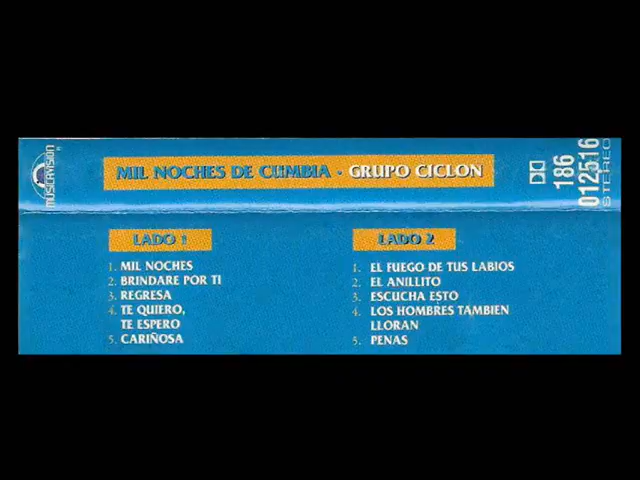 MUSICAVISION
MIL NOCHES DE CUMBIA - GRUPO CICLON
186
012516
STEREO
LADO 1
1. MIL NOCHES
2. BRINDARE POR TI
3. REGRESA
4. TE QUIERO,
TE ESPERO
5. CARIÑOSA
LADO 2
1. EL FUEGO DE TUS LABIOS
2. EL ANILLITO
3. ESCUCHA ESTO
4. LOS HOMBRES TAMBIEN
LLORAN
5. PENAS